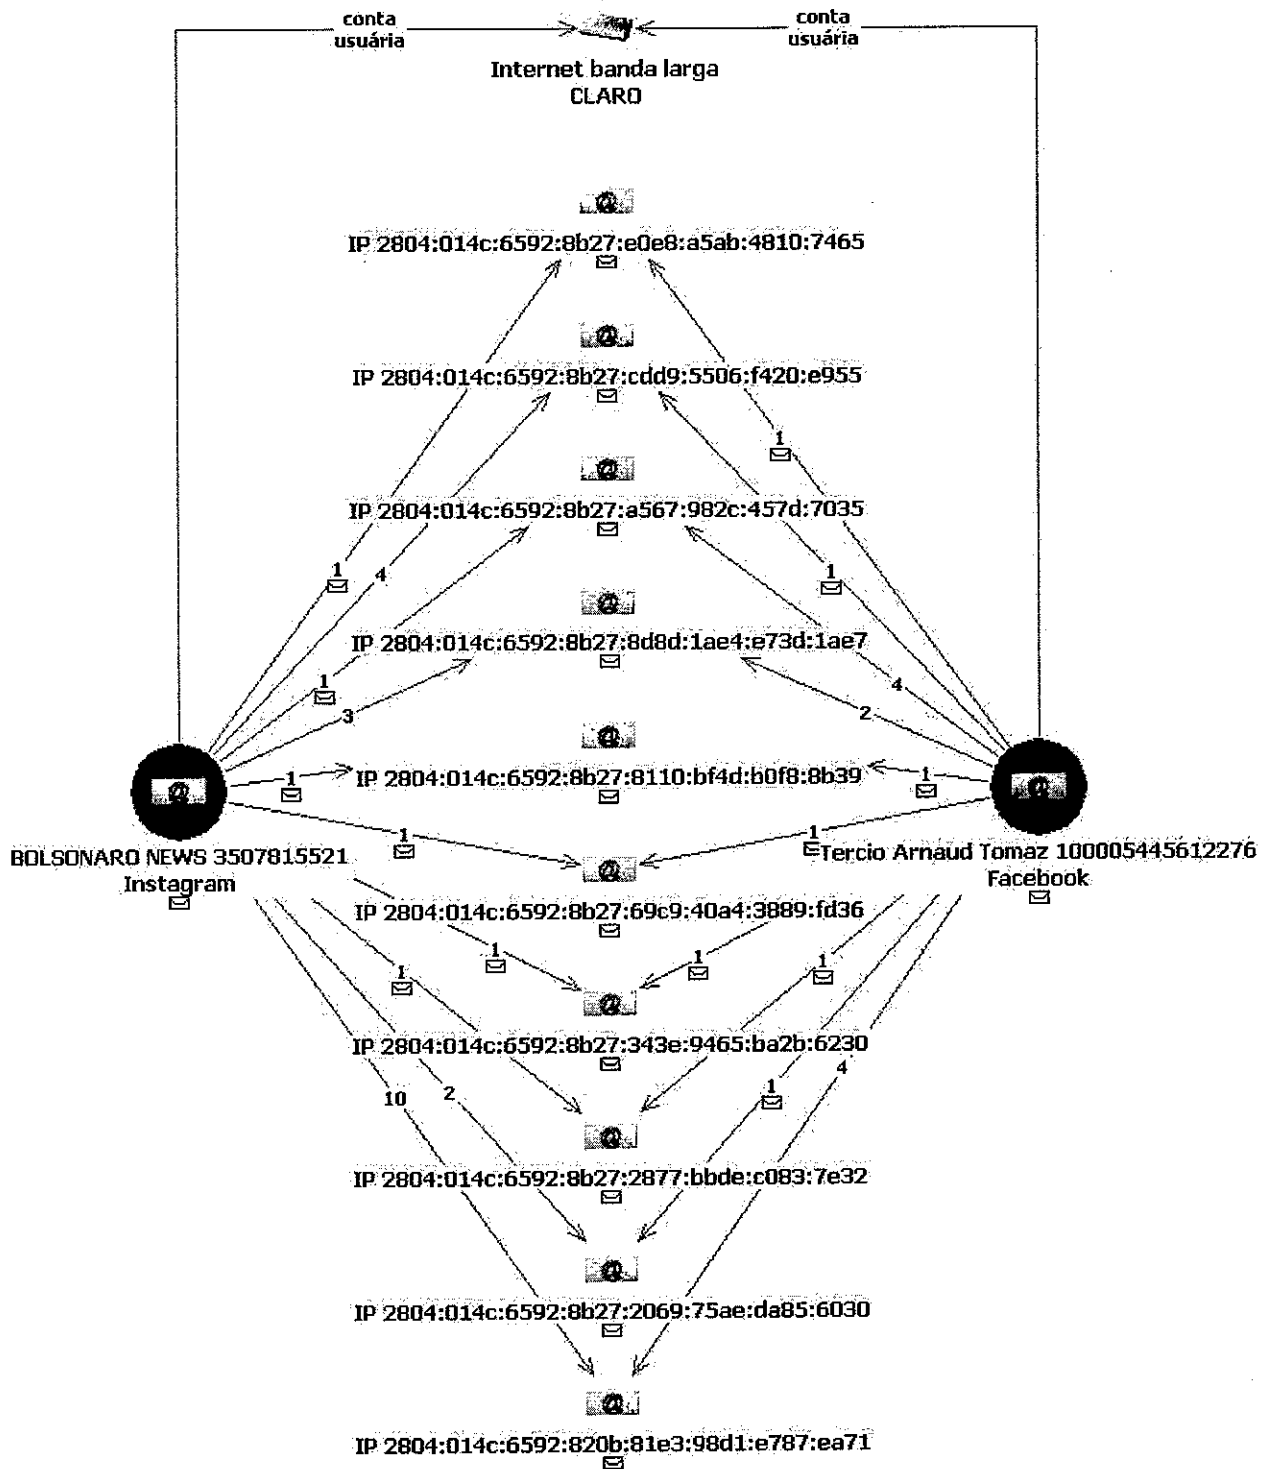 conta
usuária
conta
usuária
Internet banda larga
CLARO
IP 2804:014c:6592:8b27:e0e8:a5ab:4810:7465
IP 2804:014c:6592:8b27:cdd9:5506:f420:e955
1
IP 2804:014c:6592:8b27:a567:982c:457d:7035
1
4
1
IP 2804:014c:6592:8b27:8d8d:1ae4:e73d:1ae7
1
4
3
2
1
IP 2804:014c:6592:8b27:8110:bf4d:b0f8:8b39
1
1
1
BOLSONARO NEWS 3507815521
Instagram
Tercio Arnaud Tomaz 100005445612276
Facebook
IP 2804:014c:6592:8b27:69c9:40a4:3889:fd36
1
1
1
1
IP 2804:014c:6592:8b27:343e:9465:ba2b:6230
10
2
1
4
IP 2804:014c:6592:8b27:2877:bbde:c083:7e32
IP 2804:014c:6592:8b27:2069:75ae:da85:6030
IP 2804:014c:6592:820b:81e3:98d1:e787:ea71